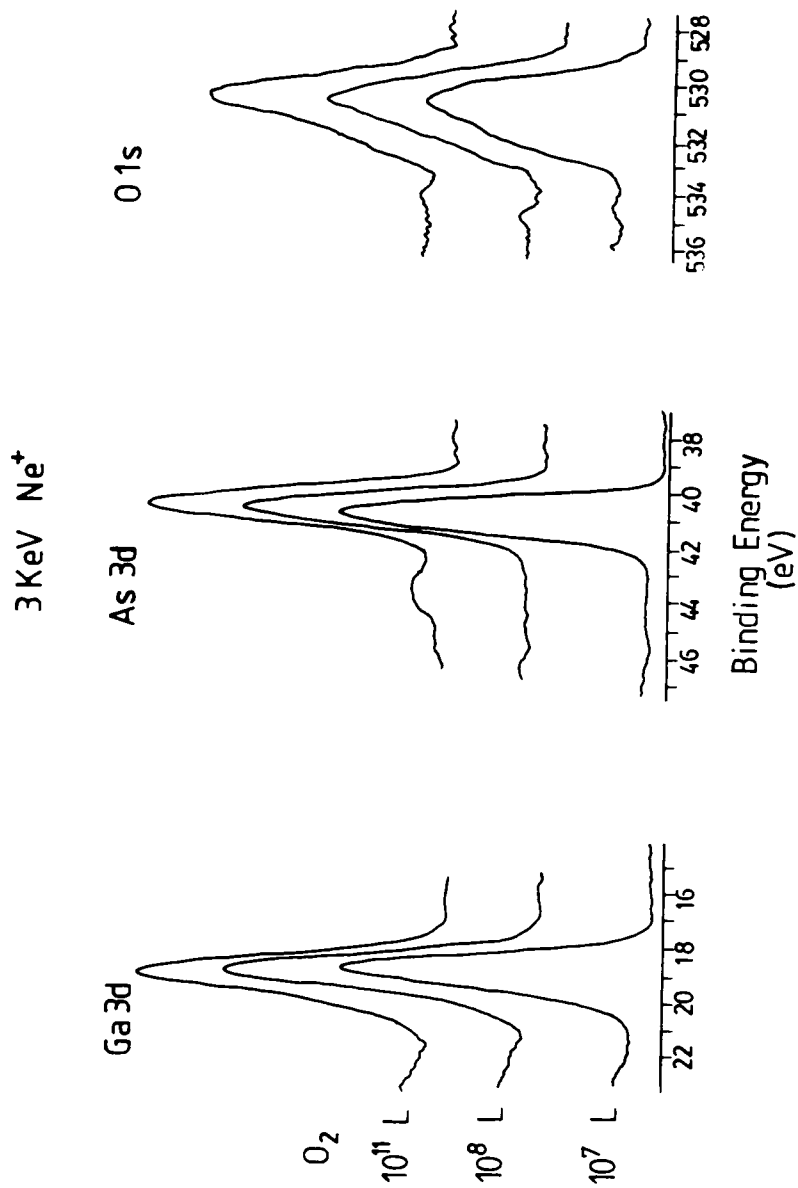 3 KeV Ne⁺
Ga 3d
As 3d
O 1s
O₂
10¹¹ L
10⁸ L
10⁷ L
22 20 18 16
46 44 42 40 38
536 534 532 530 528
Binding Energy
(eV)